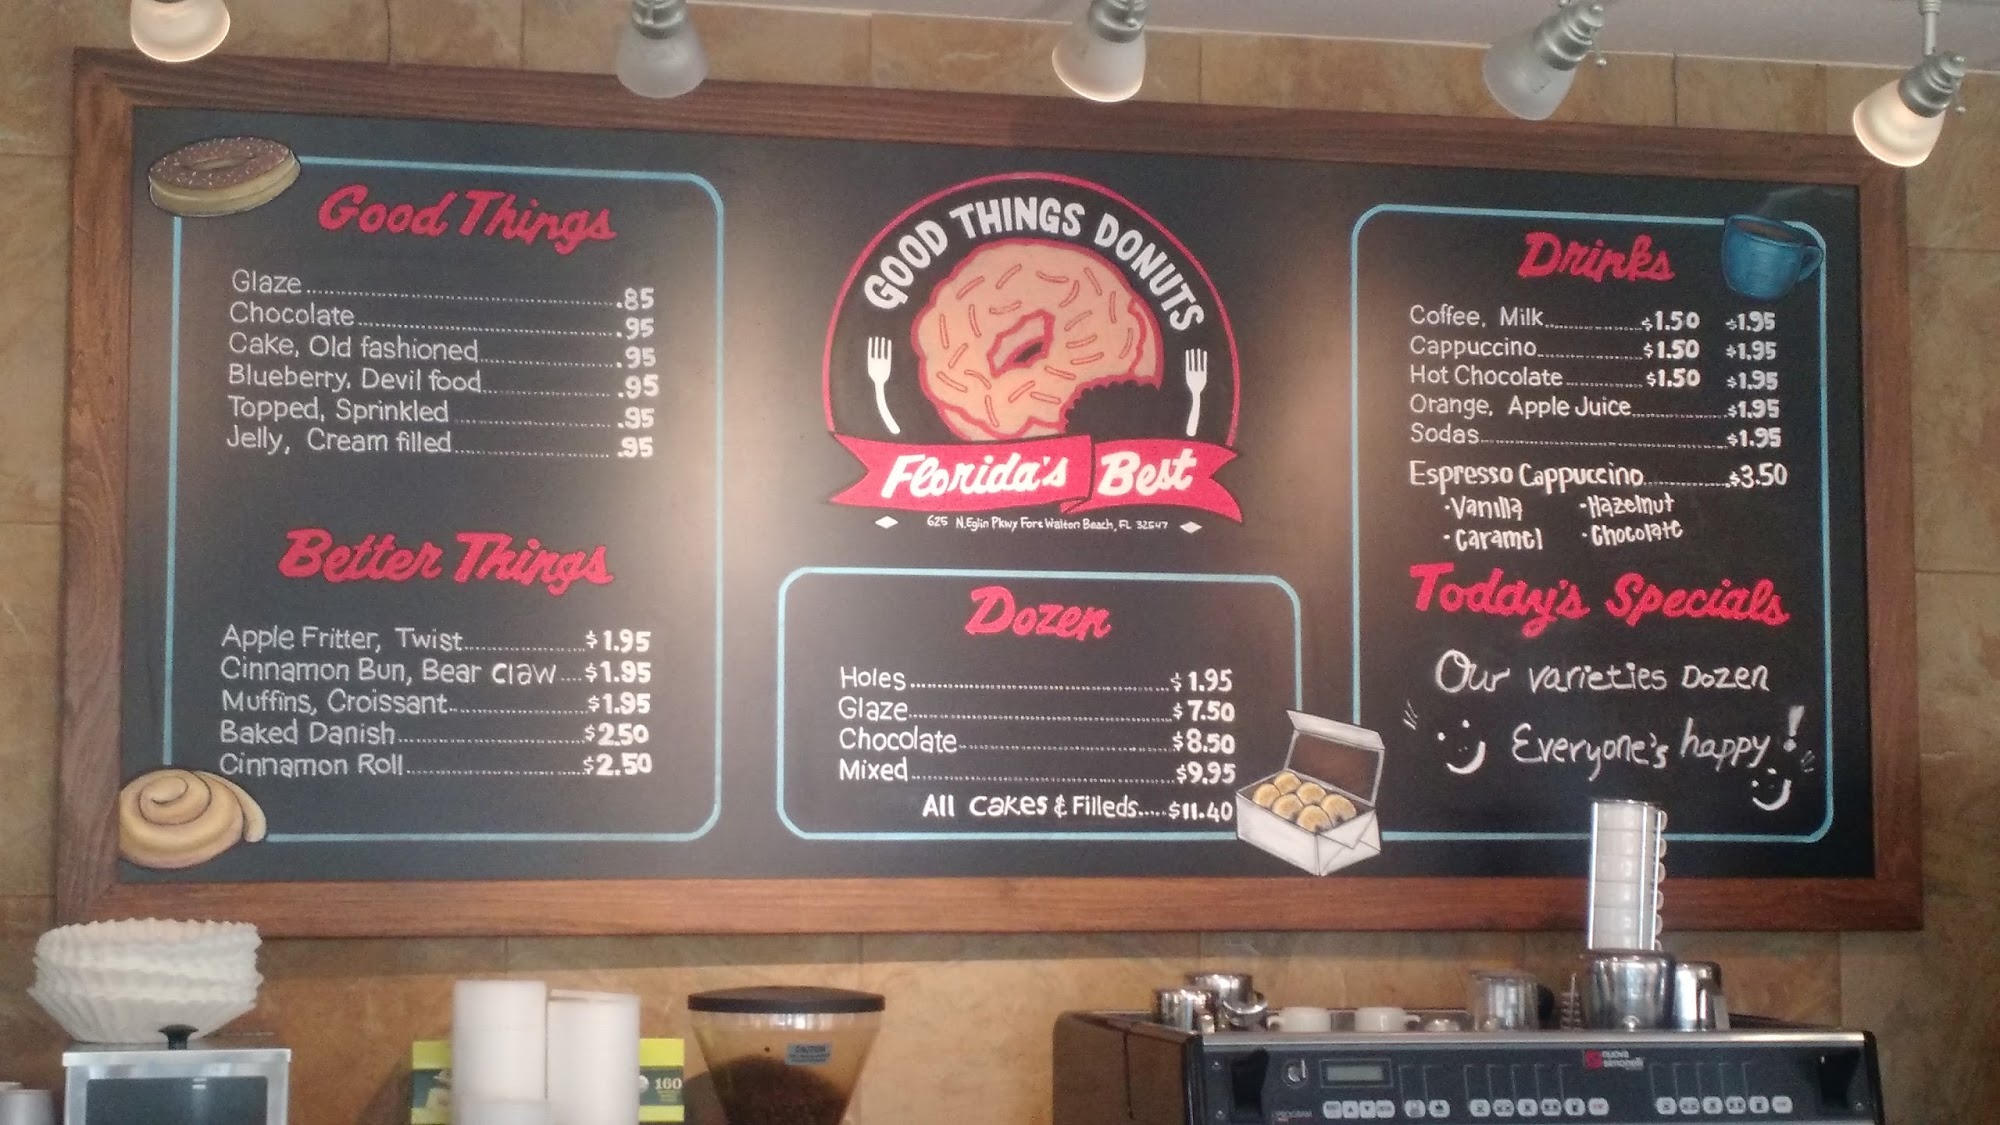 Good Things
Glaze .85
Chocolate .95
Cake, Old fashioned .95
Blueberry, Devil food .95
Topped, Sprinkled .95
Jelly, Cream filled .95
Better Things
Apple Fritter, Twist $1.95
Cinnamon Bun, Bear Claw $1.95
Muffins, Croissant $1.95
Baked Danish $2.50
Cinnamon Roll $2.50
GOOD THINGS DONUTS
Florida's Best
625 N.Eglin Pkwy Fort Walton Beach, FL 32547
Dozen
Holes $1.95
Glaze $7.50
Chocolate $8.50
Mixed $9.95
All Cakes & Filleds $11.40
Drinks
Coffee, Milk $1.50 $1.95
Cappuccino $1.50 $1.95
Hot Chocolate $1.50 $1.95
Orange, Apple Juice $1.95
Sodas $1.95
Espresso Cappuccino $3.50
·Vanilla ·Hazelnut
·Caramel ·Chocolate
Today's Specials
Our varieties Dozen
Everyone's happy!
CAUTION
160
nuova simonelli